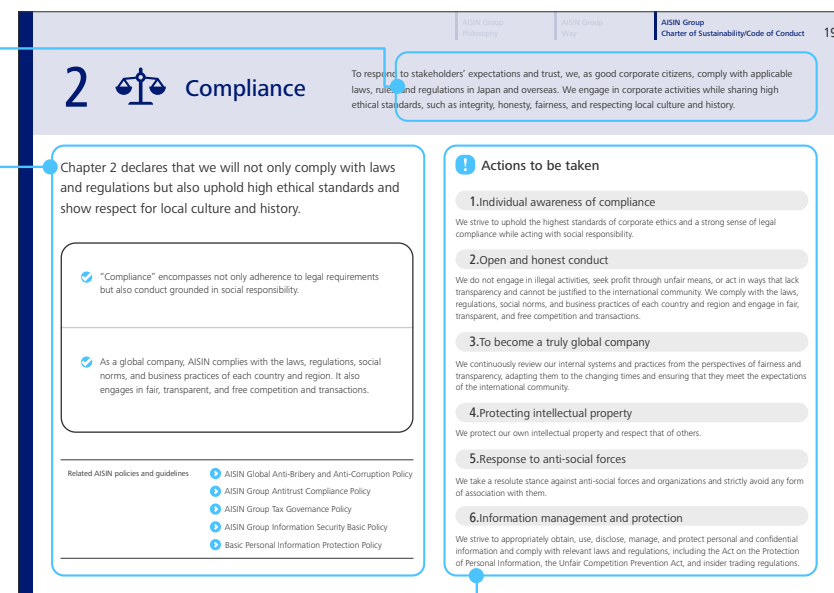 AISIN Group
Philosophy
AISIN Group
Way
AISIN Group
Charter of Sustainability/Code of Conduct
19
2
Compliance
To respond to stakeholders' expectations and trust, we, as good corporate citizens, comply with applicable
laws, rules and regulations in Japan and overseas. We engage in corporate activities while sharing high
ethical standards, such as integrity, honesty, fairness, and respecting local culture and history.
Chapter 2 declares that we will not only comply with laws
and regulations but also uphold high ethical standards and
show respect for local culture and history.
"Compliance" encompasses not only adherence to legal requirements
but also conduct grounded in social responsibility.
As a global company, AISIN complies with the laws, regulations, social
norms, and business practices of each country and region. It also
engages in fair, transparent, and free competition and transactions.
Related AISIN policies and guidelines
AISIN Global Anti-Bribery and Anti-Corruption Policy
AISIN Group Antitrust Compliance Policy
AISIN Group Tax Governance Policy
AISIN Group Information Security Basic Policy
Basic Personal Information Protection Policy
! Actions to be taken
1.Individual awareness of compliance
We strive to uphold the highest standards of corporate ethics and a strong sense of legal
compliance while acting with social responsibility.
2.Open and honest conduct
We do not engage in illegal activities, seek profit through unfair means, or act in ways that lack
transparency and cannot be justified to the international community. We comply with the laws,
regulations, social norms, and business practices of each country and region and engage in fair,
transparent, and free competition and transactions.
3.To become a truly global company
We continuously review our internal systems and practices from the perspectives of fairness and
transparency, adapting them to the changing times and ensuring that they meet the expectations
of the international community.
4.Protecting intellectual property
We protect our own intellectual property and respect that of others.
5.Response to anti-social forces
We take a resolute stance against anti-social forces and organizations and strictly avoid any form
of association with them.
6.Information management and protection
We strive to appropriately obtain, use, disclose, manage, and protect personal and confidential
information and comply with relevant laws and regulations, including the Act on the Protection
of Personal Information, the Unfair Competition Prevention Act, and insider trading regulations.